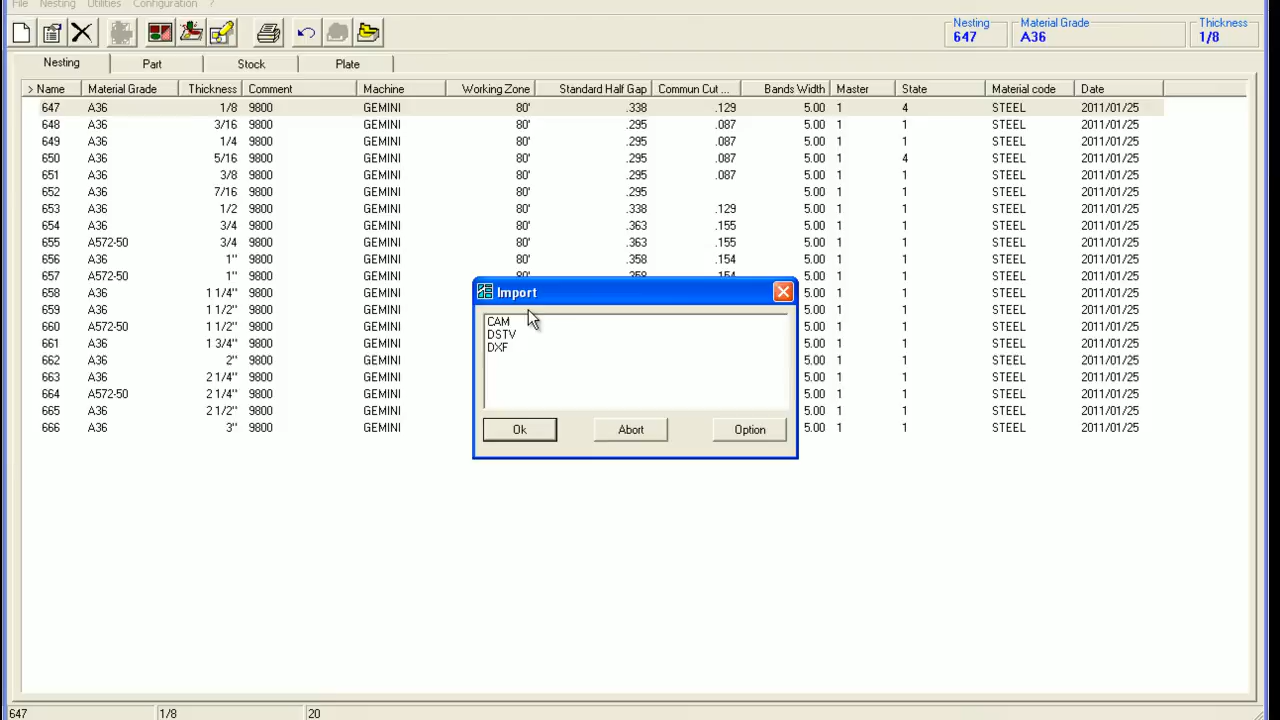 File Nesting Utilities Configuration ?
Nesting Material Grade Thickness
647 A36 1/8
Nesting Part Stock Plate
> Name Material Grade Thickness Comment Machine Working Zone Standard Half Gap Commun Cut ... Bands Width Master State Material code Date
647 A36 1/8 9800 GEMINI 80' .338 .129 5.00 1 4 STEEL 2011/01/25
648 A36 3/16 9800 GEMINI 80' .295 .087 5.00 1 1 STEEL 2011/01/25
649 A36 1/4 9800 GEMINI 80' .295 .087 5.00 1 1 STEEL 2011/01/25
650 A36 5/16 9800 GEMINI 80' .295 .087 5.00 1 4 STEEL 2011/01/25
651 A36 3/8 9800 GEMINI 80' .295 .087 5.00 1 1 STEEL 2011/01/25
652 A36 7/16 9800 GEMINI 80' .295 5.00 1 1 STEEL 2011/01/25
653 A36 1/2 9800 GEMINI 80' .338 .129 5.00 1 1 STEEL 2011/01/25
654 A36 3/4 9800 GEMINI 80' .363 .155 5.00 1 1 STEEL 2011/01/25
655 A572-50 3/4 9800 GEMINI 80' .363 .155 5.00 1 1 STEEL 2011/01/25
656 A36 1" 9800 GEMINI 80' .358 .154 5.00 1 1 STEEL 2011/01/25
657 A572-50 1" 9800 GEMINI 80' .358 .154 5.00 1 1 STEEL 2011/01/25
658 A36 1 1/4" 9800 GEMINI 5.00 1 1 STEEL 2011/01/25
659 A36 1 1/2" 9800 GEMINI 5.00 1 1 STEEL 2011/01/25
660 A572-50 1 1/2" 9800 GEMINI 5.00 1 1 STEEL 2011/01/25
661 A36 1 3/4" 9800 GEMINI 5.00 1 1 STEEL 2011/01/25
662 A36 2" 9800 GEMINI 5.00 1 1 STEEL 2011/01/25
663 A36 2 1/4" 9800 GEMINI 5.00 1 1 STEEL 2011/01/25
664 A572-50 2 1/4" 9800 GEMINI 5.00 1 1 STEEL 2011/01/25
665 A36 2 1/2" 9800 GEMINI 5.00 1 1 STEEL 2011/01/25
666 A36 3" 9800 GEMINI 5.00 1 1 STEEL 2011/01/25
Import
CAM
DSTV
DXF
Ok Abort Option
647 1/8 20